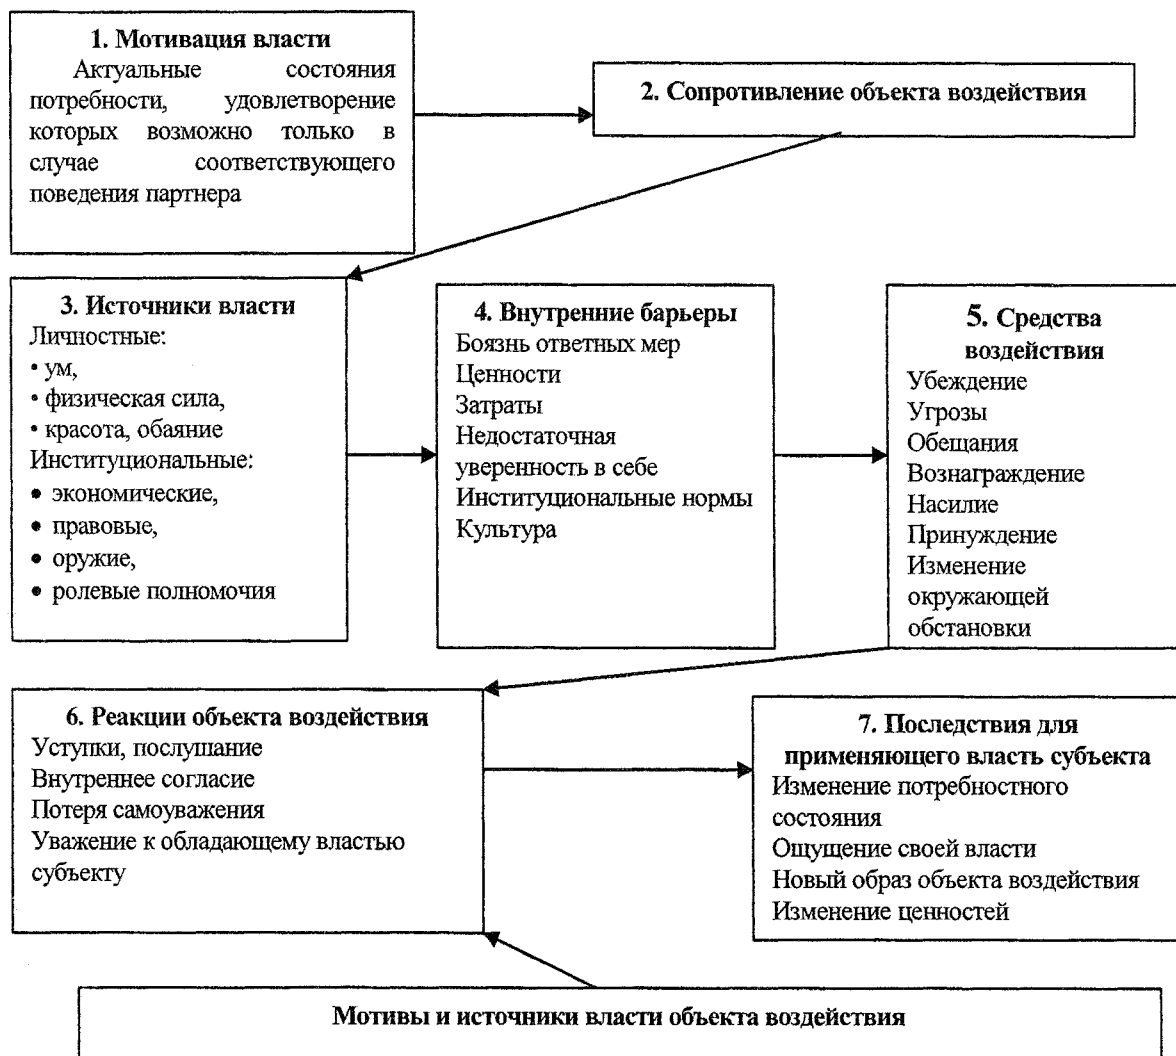 1. Мотивация власти
Актуальные состояния
потребности, удовлетворение
которых возможно только в
случае соответствующего
поведения партнера
2. Сопротивление объекта воздействия
3. Источники власти
Личностные:
• ум,
• физическая сила,
• красота, обаяние
Институциональные:
• экономические,
• правовые,
• оружие,
• ролевые полномочия
4. Внутренние барьеры
Боязнь ответных мер
Ценности
Затраты
Недостаточная
уверенность в себе
Институциональные нормы
Культура
5. Средства
воздействия
Убеждение
Угрозы
Обещания
Вознаграждение
Насилие
Принуждение
Изменение
окружающей
обстановки
6. Реакции объекта воздействия
Уступки, послушание
Внутреннее согласие
Потеря самоуважения
Уважение к обладающему властью
субъекту
7. Последствия для
применяющего власть субъекта
Изменение потребностного
состояния
Ощущение своей власти
Новый образ объекта воздействия
Изменение ценностей
Мотивы и источники власти объекта воздействия